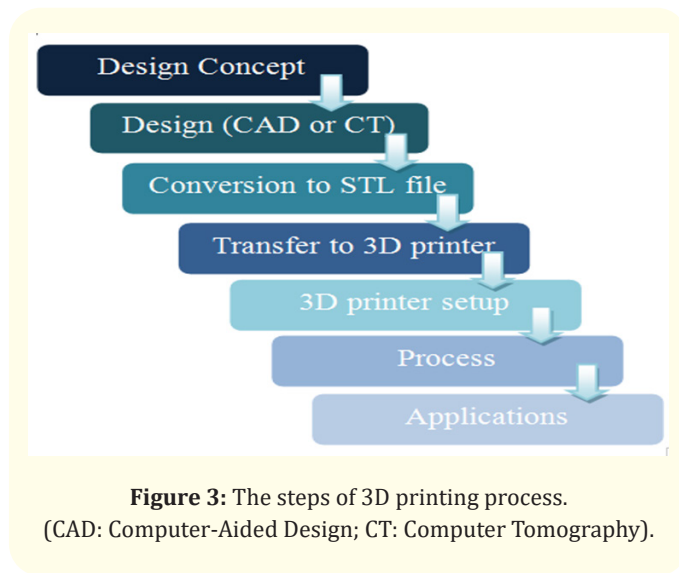 Design Concept
Design (CAD or CT)
Conversion to STL file
Transfer to 3D printer
3D printer setup
Process
Applications
Figure 3: The steps of 3D printing process.
(CAD: Computer-Aided Design; CT: Computer Tomography).